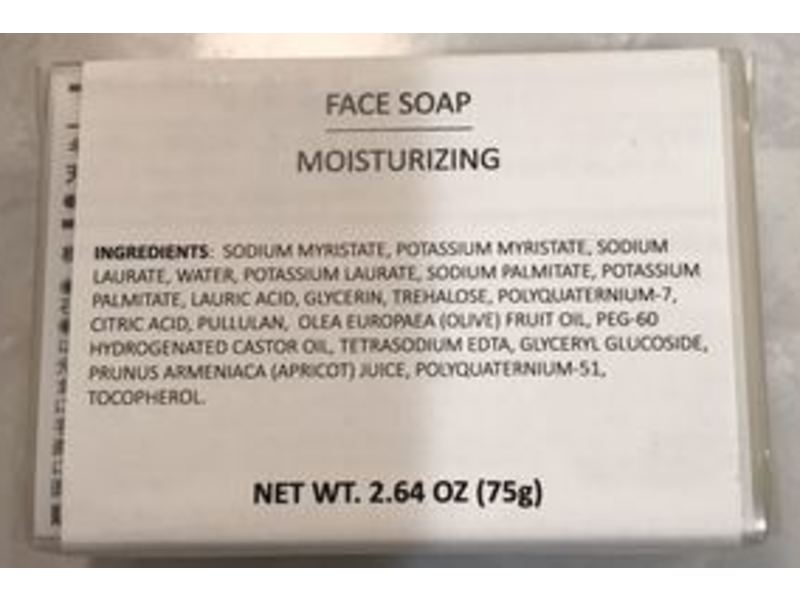 FACE SOAP
MOISTURIZING
INGREDIENTS: SODIUM MYRISTATE, POTASSIUM MYRISTATE, SODIUM
LAURATE, WATER, POTASSIUM LAURATE, SODIUM PALMITATE, POTASSIUM
PALMITATE, LAURIC ACID, GLYCERIN, TREHALOSE, POLYQUATERNIUM-7,
CITRIC ACID, PULLULAN, OLEA EUROPAEA (OLIVE) FRUIT OIL, PEG-60
HYDROGENATED CASTOR OIL, TETRASODIUM EDTA, GLYCERYL GLUCOSIDE,
PRUNUS ARMENIACA (APRICOT) JUICE, POLYQUATERNIUM-51,
TOCOPHEROL.
NET WT. 2.64 OZ (75g)